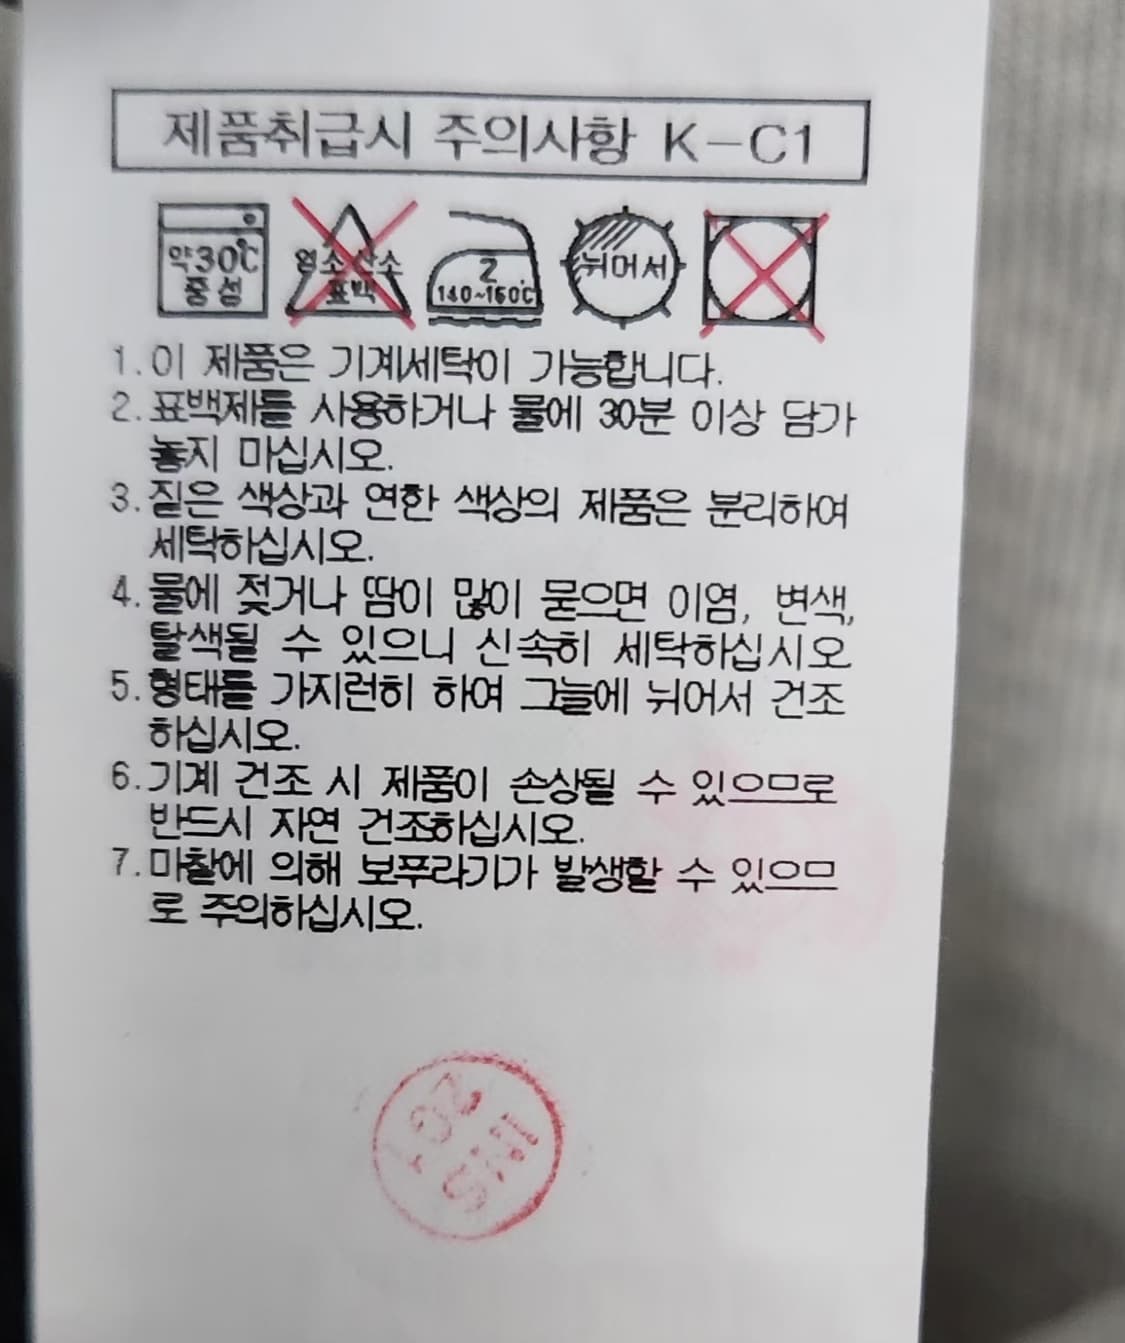 제품취급시 주의사항 K-C1
약30℃
중성
염소 산소
표백
2
140~160℃
뉘어서
1. 이 제품은 기계세탁이 가능합니다.
2. 표백제를 사용하거나 물에 30분 이상 담가
놓지 마십시오.
3. 짙은 색상과 연한 색상의 제품은 분리하여
세탁하십시오.
4. 물에 젖거나 땀이 많이 묻으면 이염, 변색,
탈색될 수 있으니 신속히 세탁하십시오
5. 형태를 가지런히 하여 그늘에 뉘어서 건조
하십시오.
6. 기계 건조 시 제품이 손상될 수 있으므로
반드시 자연 건조하십시오.
7. 마찰에 의해 보푸라기가 발생할 수 있으므
로 주의하십시오.